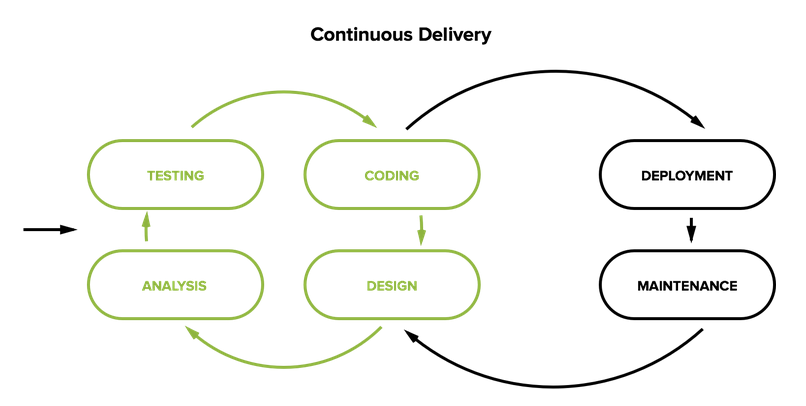 Continuous Delivery
TESTING
CODING
DEPLOYMENT
ANALYSIS
DESIGN
MAINTENANCE